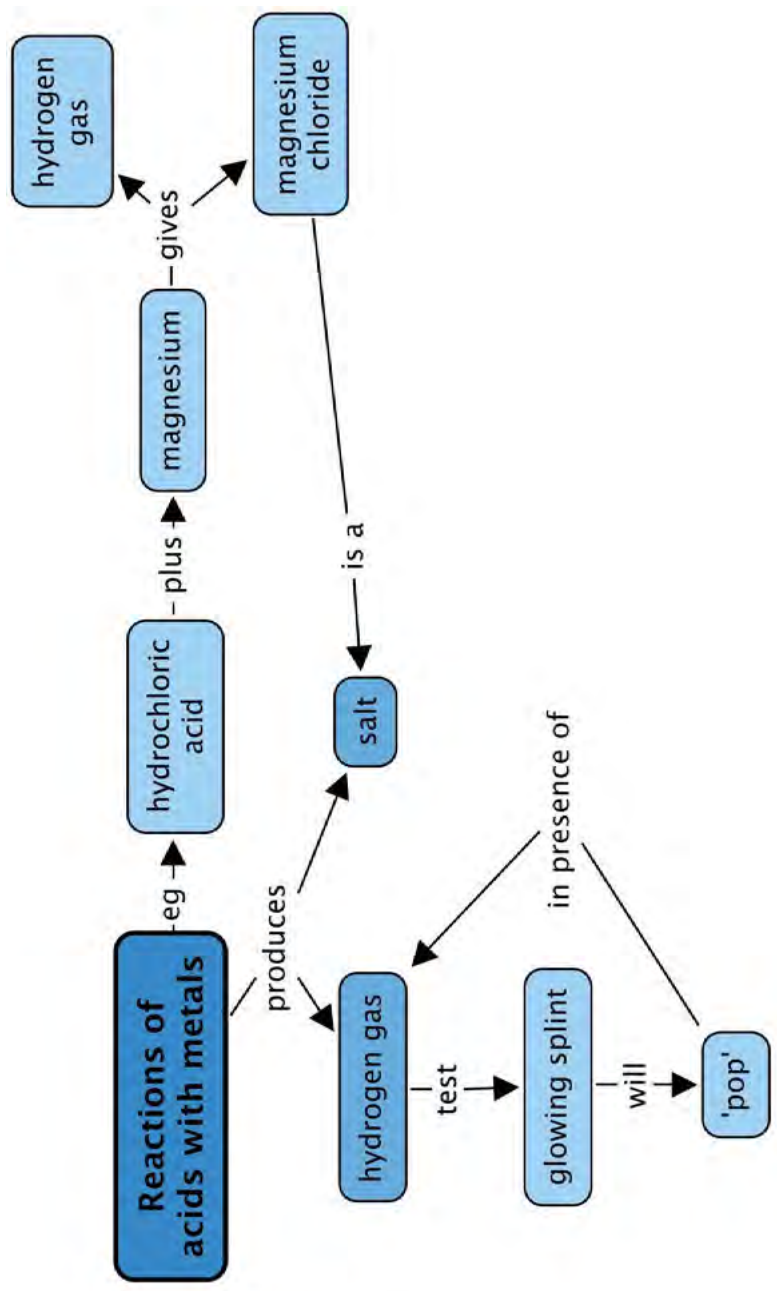 Reactions of
acids with metals
eg
hydrochloric
acid
plus
magnesium
gives
hydrogen
gas
magnesium
chloride
is a
salt
produces
hydrogen gas
test
glowing splint
will
'pop'
in presence of